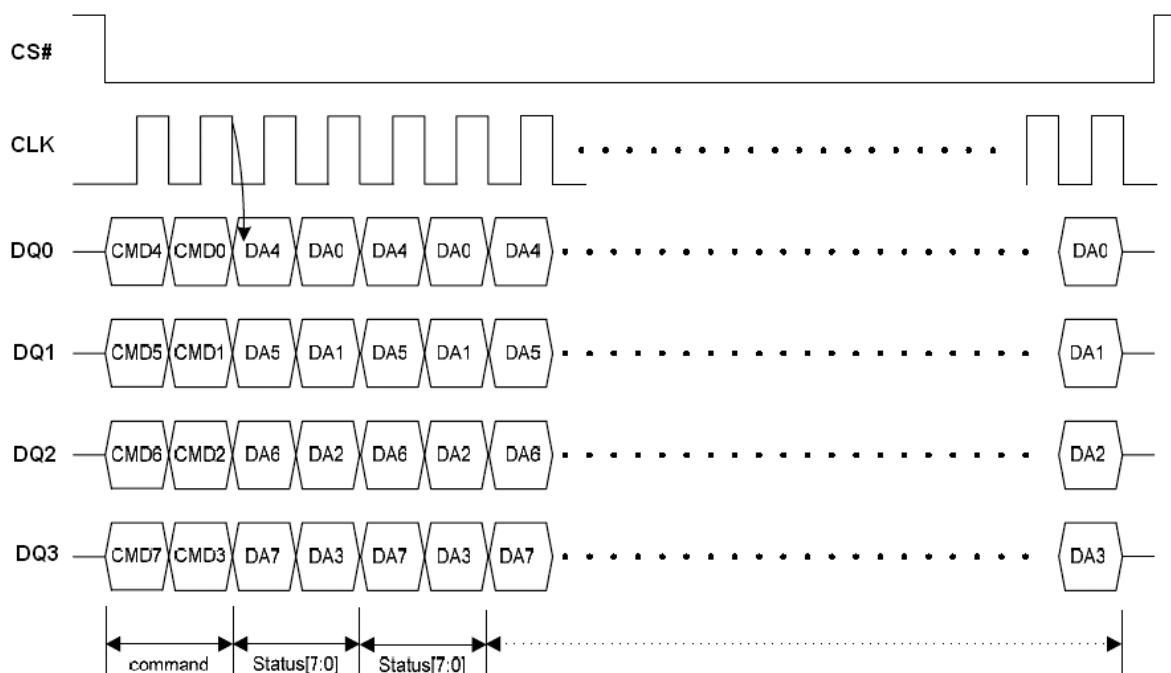 CS#
CLK
DQ0 CMD4 CMD0 DA4 DA0 DA4 DA0 DA4 DA0
DQ1 CMD5 CMD1 DA5 DA1 DA5 DA1 DA5 DA1
DQ2 CMD6 CMD2 DA6 DA2 DA6 DA2 DA6 DA2
DQ3 CMD7 CMD3 DA7 DA3 DA7 DA3 DA7 DA3
command Status[7:0] Status[7:0]